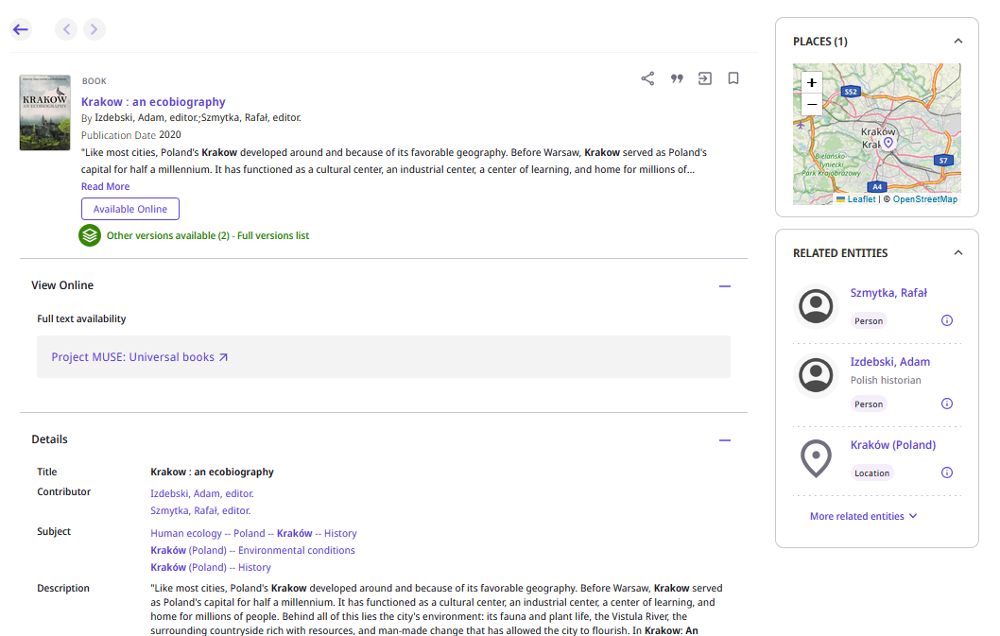 BOOK
KRAKOW
AN ECOBIOGRAPHY
Krakow : an ecobiography
By Izdebski, Adam, editor.;Szmytka, Rafał, editor.
Publication Date 2020
"Like most cities, Poland's Krakow developed around and because of its favorable geography. Before Warsaw, Krakow served as Poland's
capital for half a millennium. It has functioned as a cultural center, an industrial center, a center of learning, and home for millions of...
Read More
Available Online
Other versions available (2) - Full versions list
View Online
Full text availability
Project MUSE: Universal books
Details
Title Krakow : an ecobiography
Contributor Izdebski, Adam, editor.
Szmytka, Rafał, editor.
Subject Human ecology -- Poland -- Kraków -- History
Kraków (Poland) -- Environmental conditions
Kraków (Poland) -- History
Description "Like most cities, Poland's Krakow developed around and because of its favorable geography. Before Warsaw, Krakow served
as Poland's capital for half a millennium. It has functioned as a cultural center, an industrial center, a center of learning, and
home for millions of people. Behind all of this lies the city's environment: its fauna and plant life, the Vistula River, the
surrounding countryside rich with resources, and man-made change that has allowed the city to flourish. In Krakow: An
PLACES (1)
+
−
S52
Kraków
Bielańsko-
Tyniecki
Park Krajobrazowy
S7
A4
Leaflet | © OpenStreetMap
RELATED ENTITIES
Szmytka, Rafał
Person
Izdebski, Adam
Polish historian
Person
Kraków (Poland)
Location
More related entities